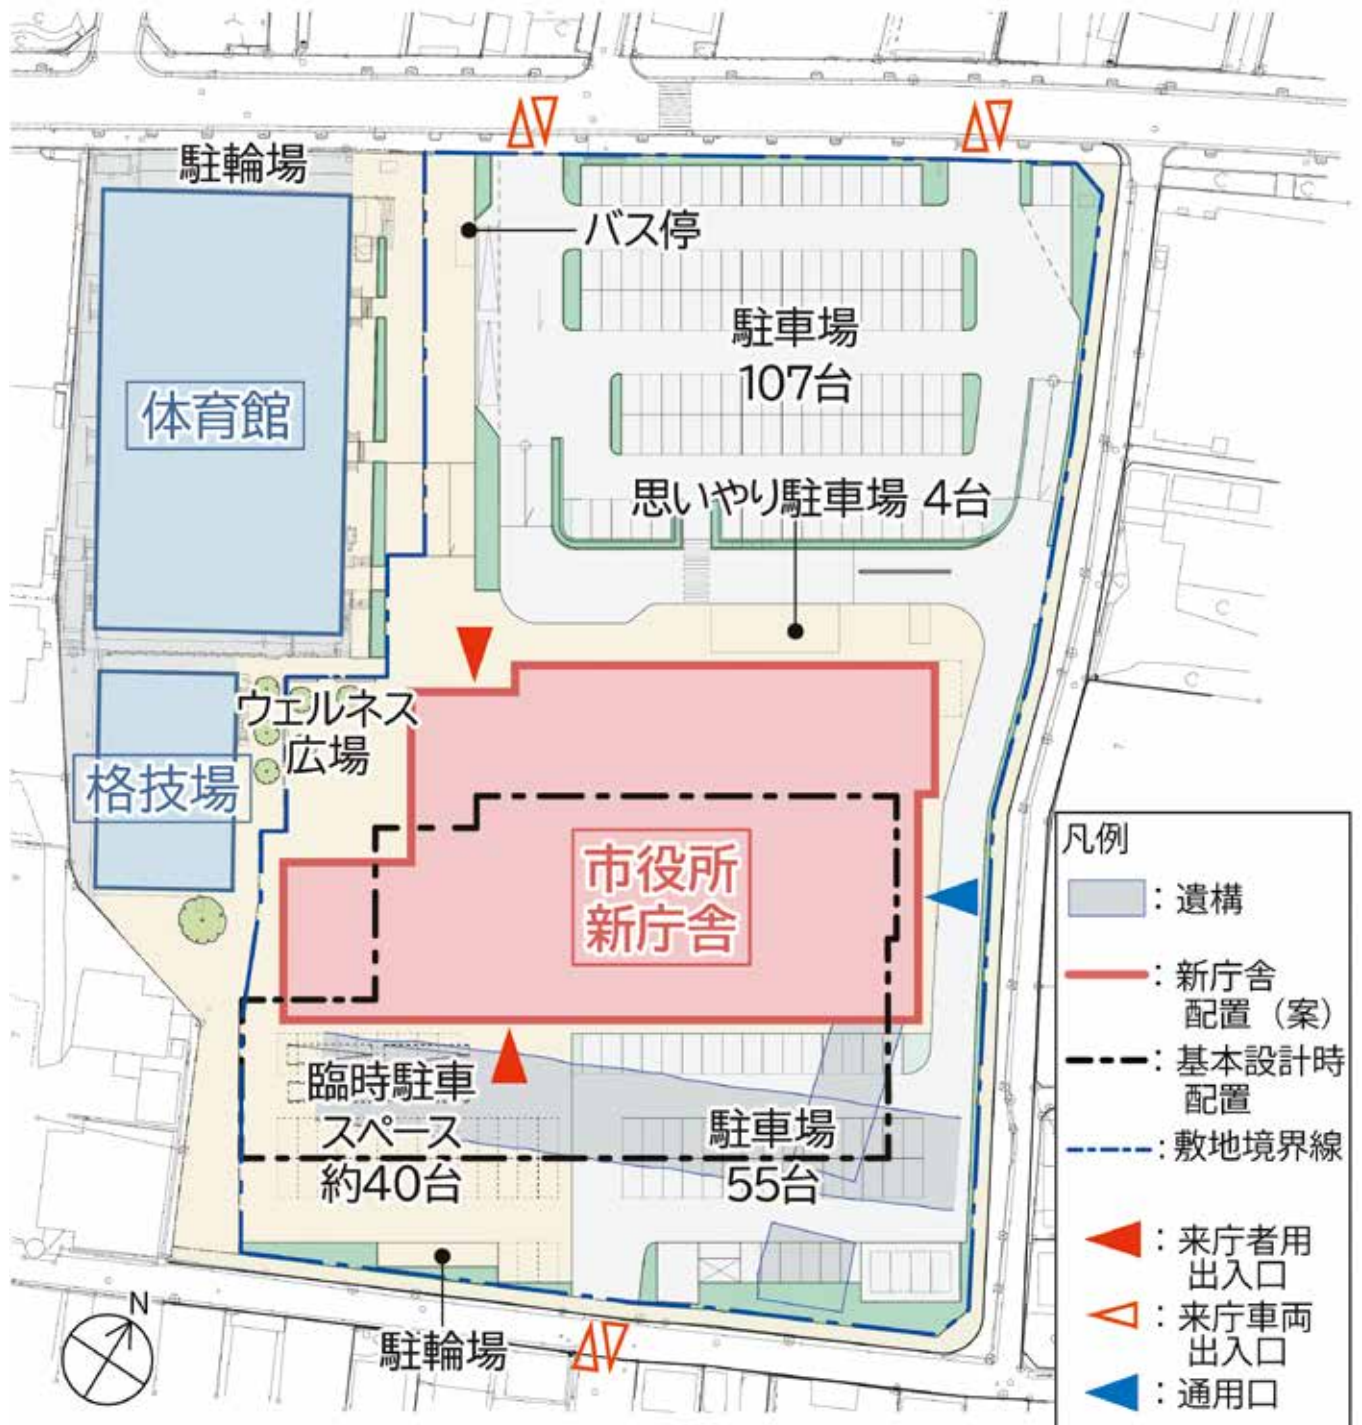 駐輪場
バス停
駐車場
107台
体育館
思いやり駐車場 4台
ウェルネス
広場
格技場
市役所
新庁舎
臨時駐車
スペース
約40台
駐車場
55台
駐輪場
N
凡例
：遺構
：新庁舎
配置（案）
：基本設計時
配置
：敷地境界線
：来庁者用
出入口
：来庁車両
出入口
：通用口